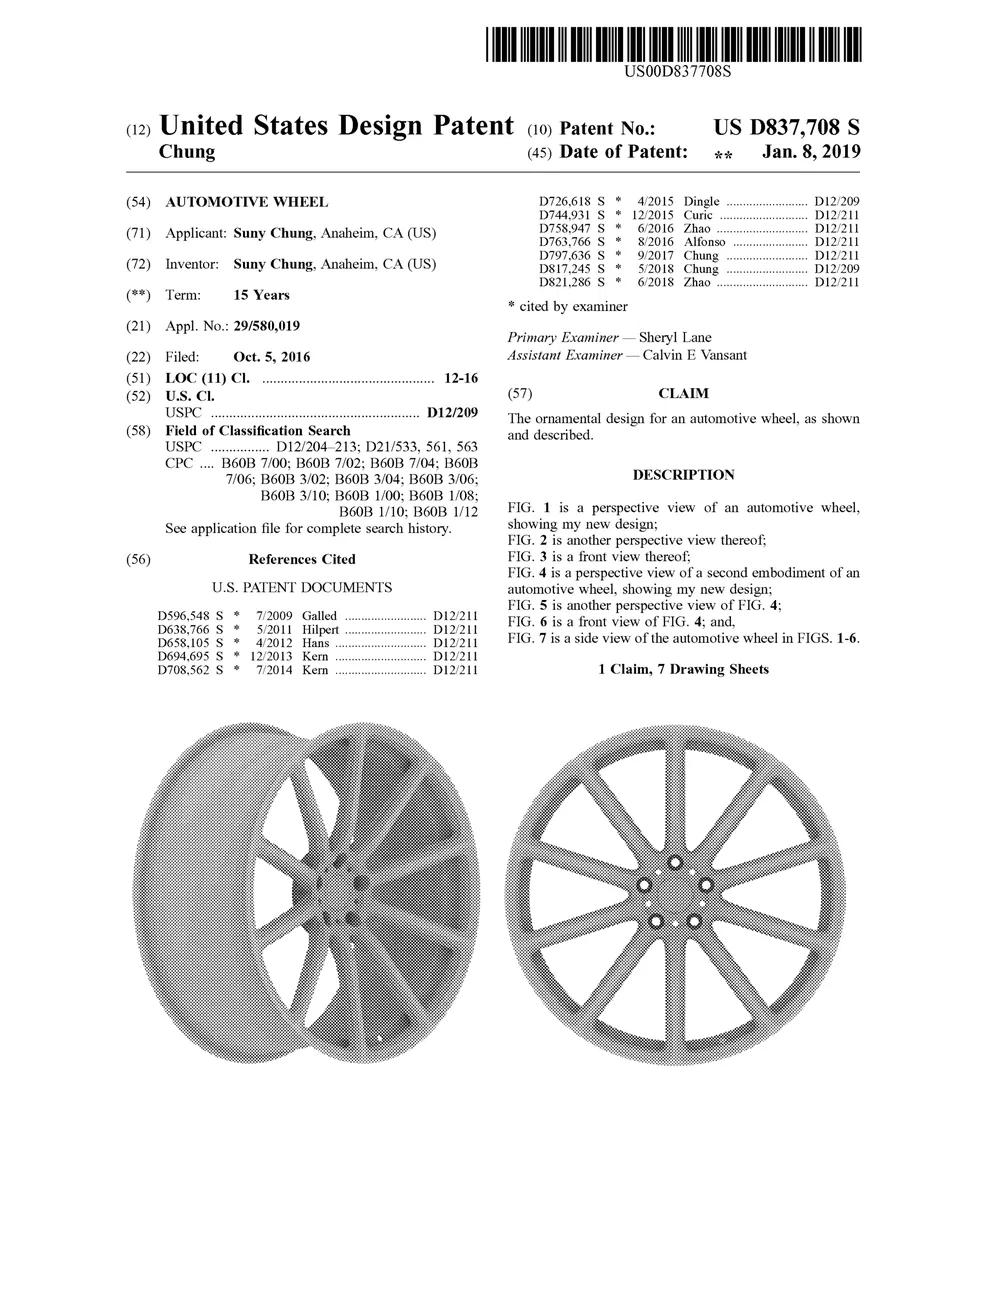 US00D837708S
(12) United States Design Patent
Chung
(10) Patent No.: US D837,708 S
(45) Date of Patent: ** Jan. 8, 2019
(54) AUTOMOTIVE WHEEL
(71) Applicant: Suny Chung, Anaheim, CA (US)
(72) Inventor: Suny Chung, Anaheim, CA (US)
(**) Term: 15 Years
(21) Appl. No.: 29/580,019
(22) Filed: Oct. 5, 2016
(51) LOC (11) Cl. ............................................... 12-16
(52) U.S. Cl.
USPC ......................................................... D12/209
(58) Field of Classification Search
USPC ................ D12/204–213; D21/533, 561, 563
CPC .... B60B 7/00; B60B 7/02; B60B 7/04; B60B
7/06; B60B 3/02; B60B 3/04; B60B 3/06;
B60B 3/10; B60B 1/00; B60B 1/08;
B60B 1/10; B60B 1/12
See application file for complete search history.
(56) References Cited
U.S. PATENT DOCUMENTS
D596,548 S * 7/2009 Galled ......................... D12/211
D638,766 S * 5/2011 Hilpert ......................... D12/211
D658,105 S * 4/2012 Hans ............................ D12/211
D694,695 S * 12/2013 Kern ............................ D12/211
D708,562 S * 7/2014 Kern ............................ D12/211
D726,618 S * 4/2015 Dingle ......................... D12/209
D744,931 S * 12/2015 Curic ........................... D12/211
D758,947 S * 6/2016 Zhao ............................ D12/211
D763,766 S * 8/2016 Alfonso ....................... D12/211
D797,636 S * 9/2017 Chung ......................... D12/211
D817,245 S * 5/2018 Chung ......................... D12/209
D821,286 S * 6/2018 Zhao ............................ D12/211
* cited by examiner
Primary Examiner — Sheryl Lane
Assistant Examiner — Calvin E Vansant
(57) CLAIM
The ornamental design for an automotive wheel, as shown
and described.
DESCRIPTION
FIG. 1 is a perspective view of an automotive wheel,
showing my new design;
FIG. 2 is another perspective view thereof;
FIG. 3 is a front view thereof;
FIG. 4 is a perspective view of a second embodiment of an
automotive wheel, showing my new design;
FIG. 5 is another perspective view of FIG. 4;
FIG. 6 is a front view of FIG. 4; and,
FIG. 7 is a side view of the automotive wheel in FIGS. 1-6.
1 Claim, 7 Drawing Sheets